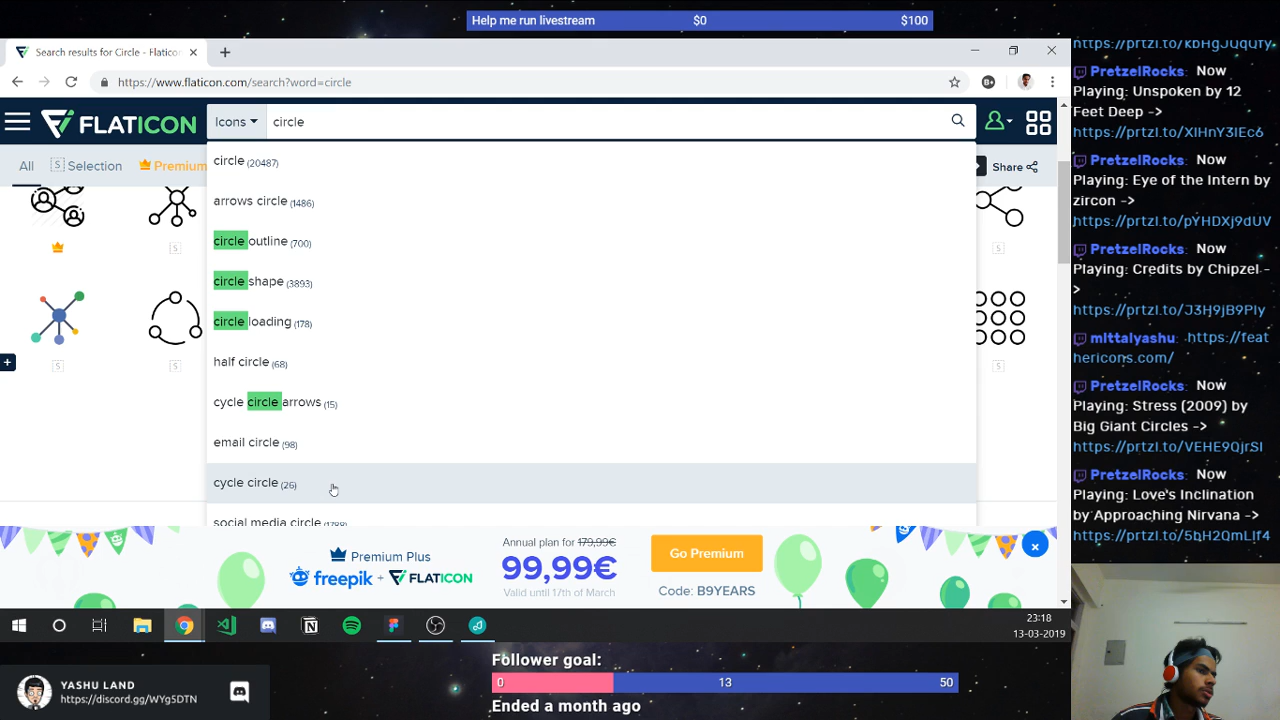 Help me run livestream $0 $100
Search results for Circle - Flatico
https://www.flaticon.com/search?word=circle
FLATICON
Icons
circle
All
S Selection
Premium
Share
circle (20487)
arrows circle (1486)
circle outline (700)
circle shape (3893)
circle loading (178)
half circle (68)
cycle circle arrows (15)
email circle (98)
cycle circle (26)
social media circle (1788)
S
S
S
S
S
S
Premium Plus
freepik + FLATICON
Annual plan for 179,99€
99,99€
Valid until 17th of March
Go Premium
Code: B9YEARS
23:18
13-03-2019
YASHU LAND
https://discord.gg/WYg5DTN
Follower goal:
0 13 50
Ended a month ago
PretzelRocks: Now
Playing: Unspoken by 12
Feet Deep ->
https://prtzl.to/XIHnY3IEc6
PretzelRocks: Now
Playing: Eye of the Intern by
zircon ->
https://prtzl.to/pYHDXj9dUV
PretzelRocks: Now
Playing: Credits by Chipzel -
>
https://prtzl.to/J3H9jB9PIy
mittalyashu: https://feat
hericons.com/
PretzelRocks: Now
Playing: Stress (2009) by
Big Giant Circles ->
https://prtzl.to/VEHE9QjrSI
PretzelRocks: Now
Playing: Love's Inclination
by Approaching Nirvana ->
https://prtzl.to/5bH2QmLIf4